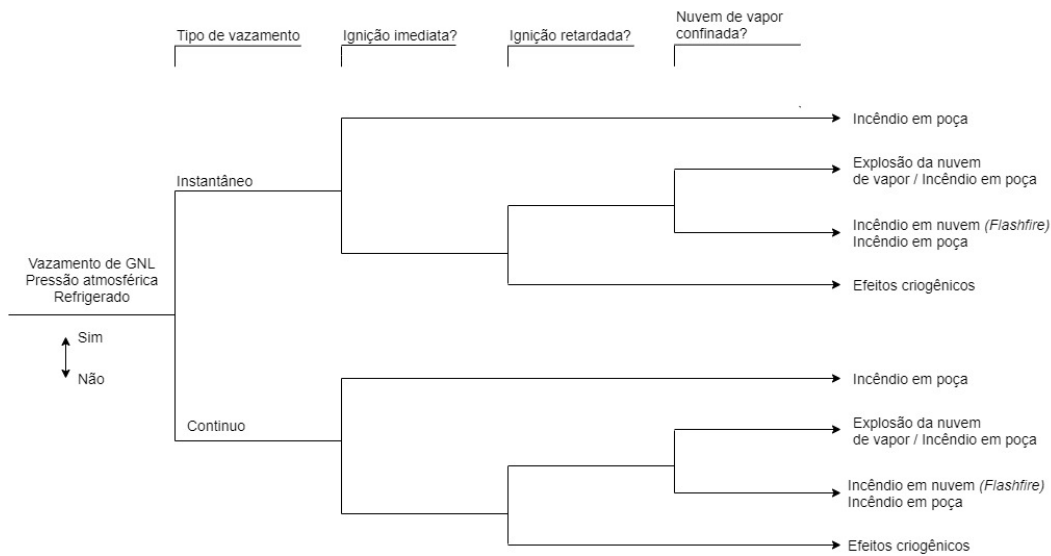 Tipo de vazamento
Ignição imediata?
Ignição retardada?
Nuvem de vapor
confinada?
Incêndio em poça
Explosão da nuvem
de vapor / Incêndio em poça
Instantâneo
Incêndio em nuvem (Flashfire)
Incêndio em poça
Vazamento de GNL
Pressão atmosférica
Refrigerado
Efeitos criogênicos
Sim
Não
Incêndio em poça
Continuo
Explosão da nuvem
de vapor / Incêndio em poça
Incêndio em nuvem (Flashfire)
Incêndio em poça
Efeitos criogênicos